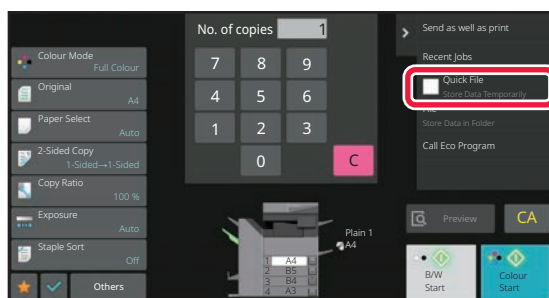 No. of copies 1
Send as well as print
Recent Jobs
Quick File
Store Data Temporarily
File
Store Data in Folder
Call Eco Program
Colour Mode
Full Colour
Original
A4
Paper Select
Auto
2-Sided Copy
1-Sided→1-Sided
Copy Ratio
100 %
Exposure
Auto
Staple Sort
Off
Others
7 8 9
4 5 6
1 2 3
0 C
Plain 1
A4
1 A4
2 B5
3 B4
4 A3
Preview
CA
B/W
Start
Colour
Start